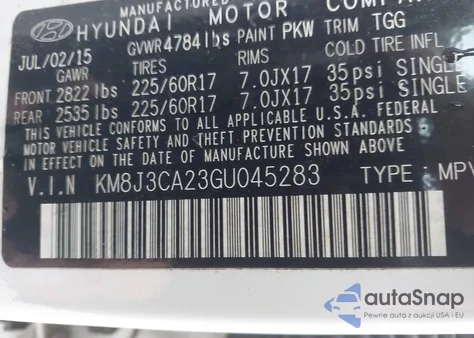 MANUFACTURED
HYUNDAI MOTOR COMPA
JUL/02/15 GVWR 4784 lbs PAINT PKW TRIM TGG
GAWR TIRES RIMS COLD TIRE INFL
FRONT 2822 lbs 225/60R17 7.0JX17 35psi SINGLE
REAR 2535 lbs 225/60R17 7.0JX17 35psi SINGLE
THIS VEHICLE CONFORMS TO ALL APPLICABLE U.S.A. FEDERAL
MOTOR VEHICLE SAFETY AND THEFT PREVENTION STANDARDS
IN EFFECT ON THE DATE OF MANUFACTURE SHOWN ABOVE
V.I.N KM8J3CA23GU045283 TYPE : MPV
autoSnap
Pewne auta z aukcji USA i EU